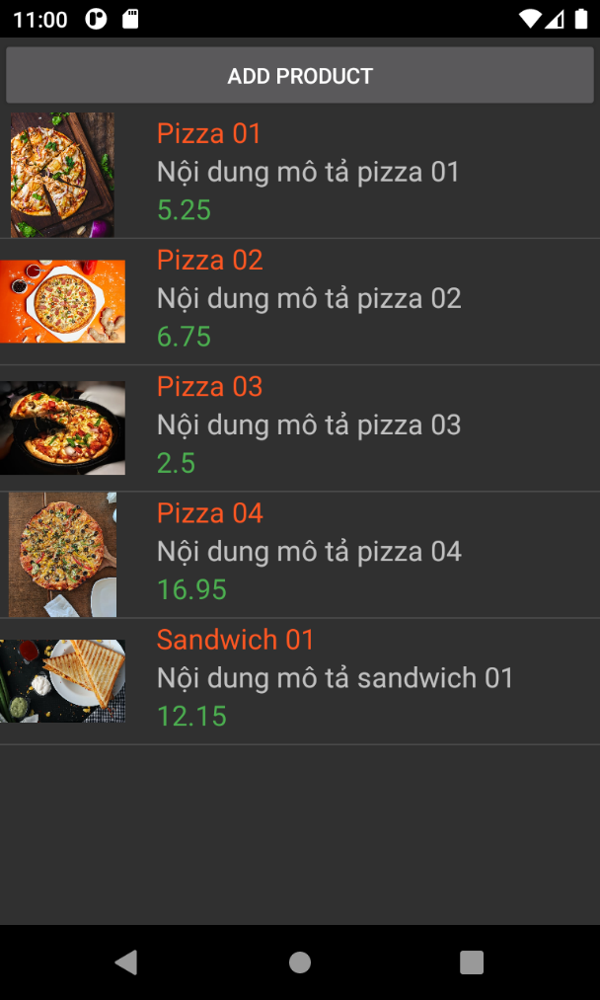 11:00
ADD PRODUCT
Pizza 01
Nội dung mô tả pizza 01
5.25
Pizza 02
Nội dung mô tả pizza 02
6.75
Pizza 03
Nội dung mô tả pizza 03
2.5
Pizza 04
Nội dung mô tả pizza 04
16.95
Sandwich 01
Nội dung mô tả sandwich 01
12.15